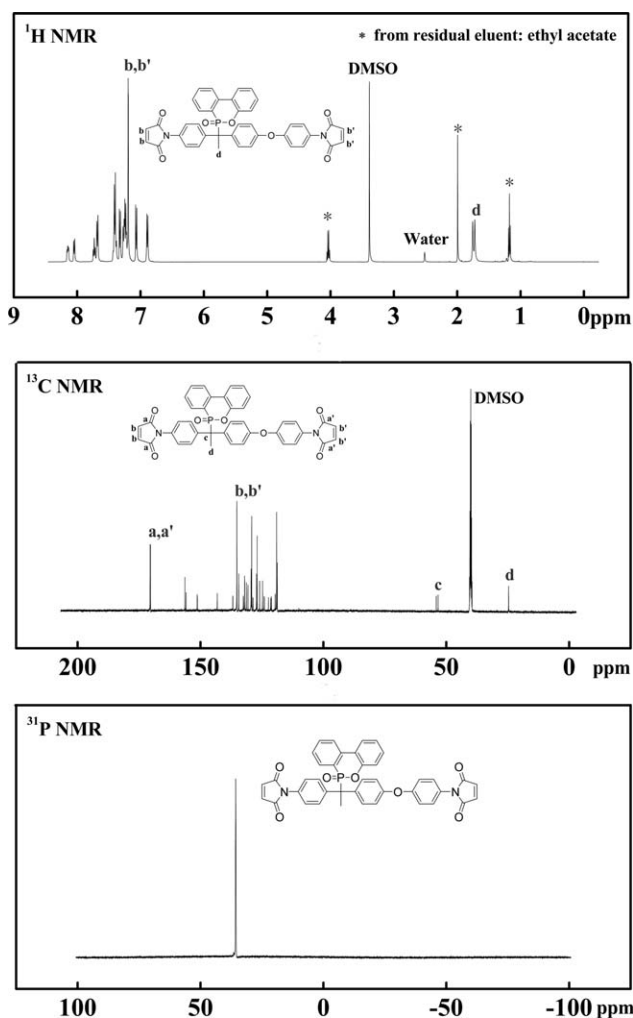 ¹H NMR
* from residual eluent: ethyl acetate
b,b'
DMSO
O O
b b'
N O=P-O O N
b b'
O d O
*
*
d
*
Water
9 8 7 6 5 4 3 2 1 0ppm
¹³C NMR
DMSO
O O
a a'
b O=P-O b'
N O N
b c b'
a d a'
O O
b,b'
a,a'
c
d
200 150 100 50 0 ppm
³¹P NMR
O O
O=P-O
N O N
O O
100 50 0 -50 -100 ppm